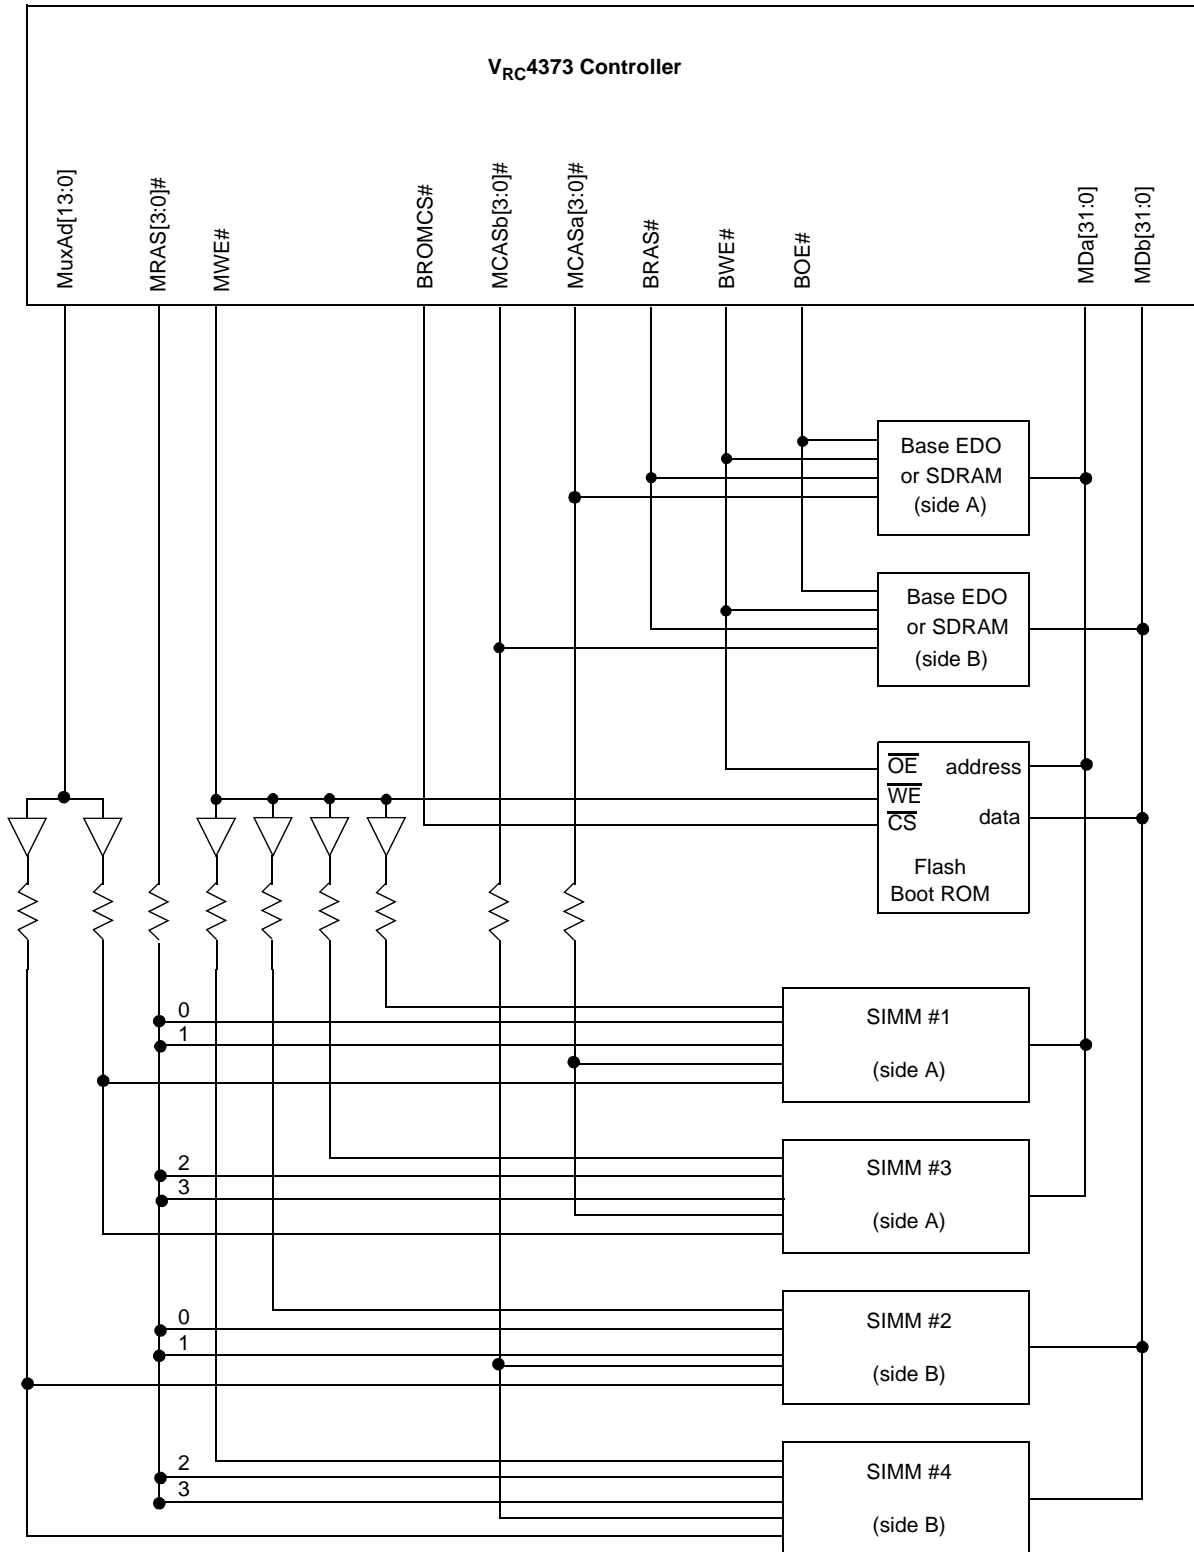 VRC4373 Controller
MuxAd[13:0]
MRAS[3:0]#
MWE#
BROMCS#
MCASb[3:0]#
MCASa[3:0]#
BRAS#
BWE#
BOE#
MDa[31:0]
MDb[31:0]
Base EDO
or SDRAM
(side A)
Base EDO
or SDRAM
(side B)
OE address
WE
CS data
Flash
Boot ROM
0
1
SIMM #1
(side A)
2
3
SIMM #3
(side A)
0
1
SIMM #2
(side B)
2
3
SIMM #4
(side B)